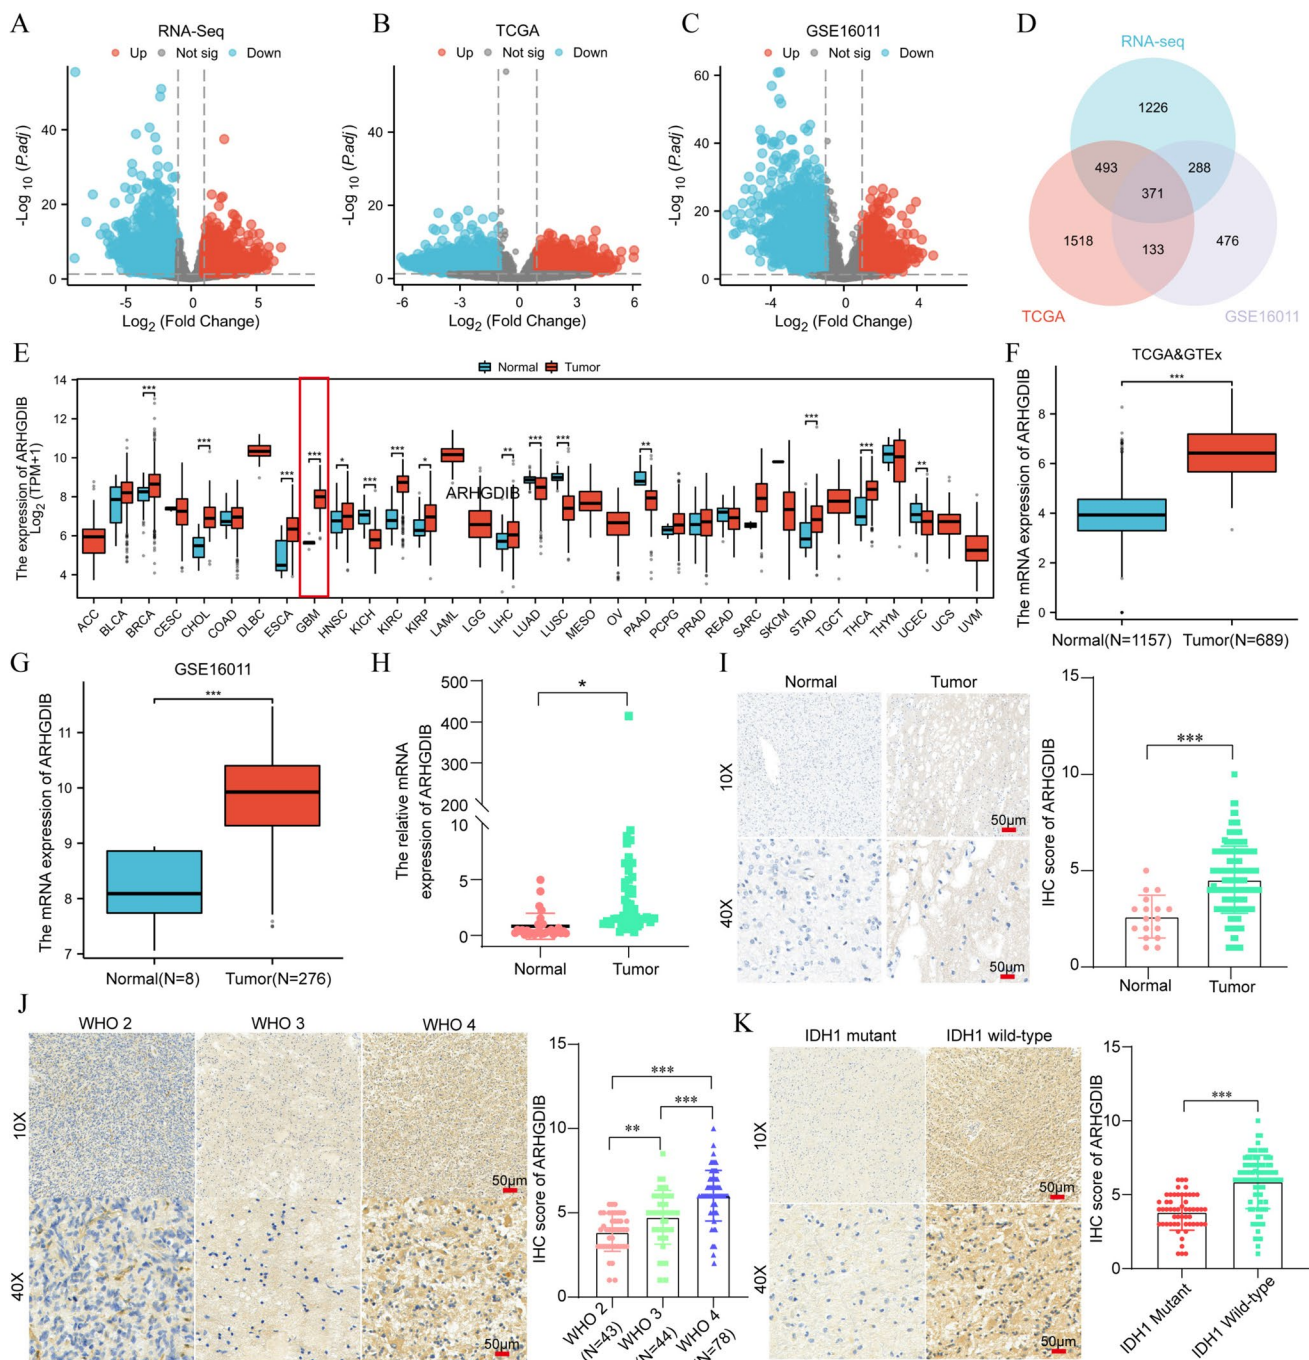 A
RNA-Seq
Up Not sig Down
-Log 10 (P.adj)
60
40
20
0
-5 0 5
Log2 (Fold Change)
B
TCGA
Up Not sig Down
-Log 10 (P.adj)
40
20
0
-6 -3 0 3 6
Log2 (Fold Change)
C
GSE16011
Up Not sig Down
-Log 10 (P.adj)
60
40
20
0
-4 0 4
Log2 (Fold Change)
D
RNA-seq
1226
493
288
371
1518
133
476
TCGA
GSE16011
E
Normal Tumor
The expression of ARHGDIB
Log2 (TPM+1)
14
12
10
8
6
4
*** *** *** *** * *** *** * ** *** *** ** *** *** **
ARHGDIB
ACC BLCA BRCA CESC CHOL COAD DLBC ESCA GBM HNSC KICH KIRC KIRP LAML LGG LIHC LUAD LUSC MESO OV PAAD PCPG PRAD READ SARC SKCM STAD TGCT THCA THYM UCEC UCS UVM
F
TCGA&GTEx
***
The mRNA expression of ARHGDIB
8
6
4
2
0
Normal(N=1157) Tumor(N=689)
G
GSE16011
***
The mRNA expression of ARHGDIB
11
10
9
8
7
Normal(N=8) Tumor(N=276)
H
The relative mRNA
expression of ARHGDIB
500
400
300
200
10
5
0
*
Normal Tumor
I
Normal Tumor
10X
50μm
40X
50μm
IHC score of ARHGDIB
15
10
5
0
***
Normal Tumor
J
WHO 2 WHO 3 WHO 4
10X
50μm
40X
50μm
IHC score of ARHGDIB
15
10
5
0
***
***
**
WHO 2
(N=43)
WHO 3
(N=44)
WHO 4
(N=78)
K
IDH1 mutant IDH1 wild-type
10X
50μm
40X
50μm
IHC score of ARHGDIB
15
10
5
0
***
IDH1 Mutant
IDH1 Wild-type